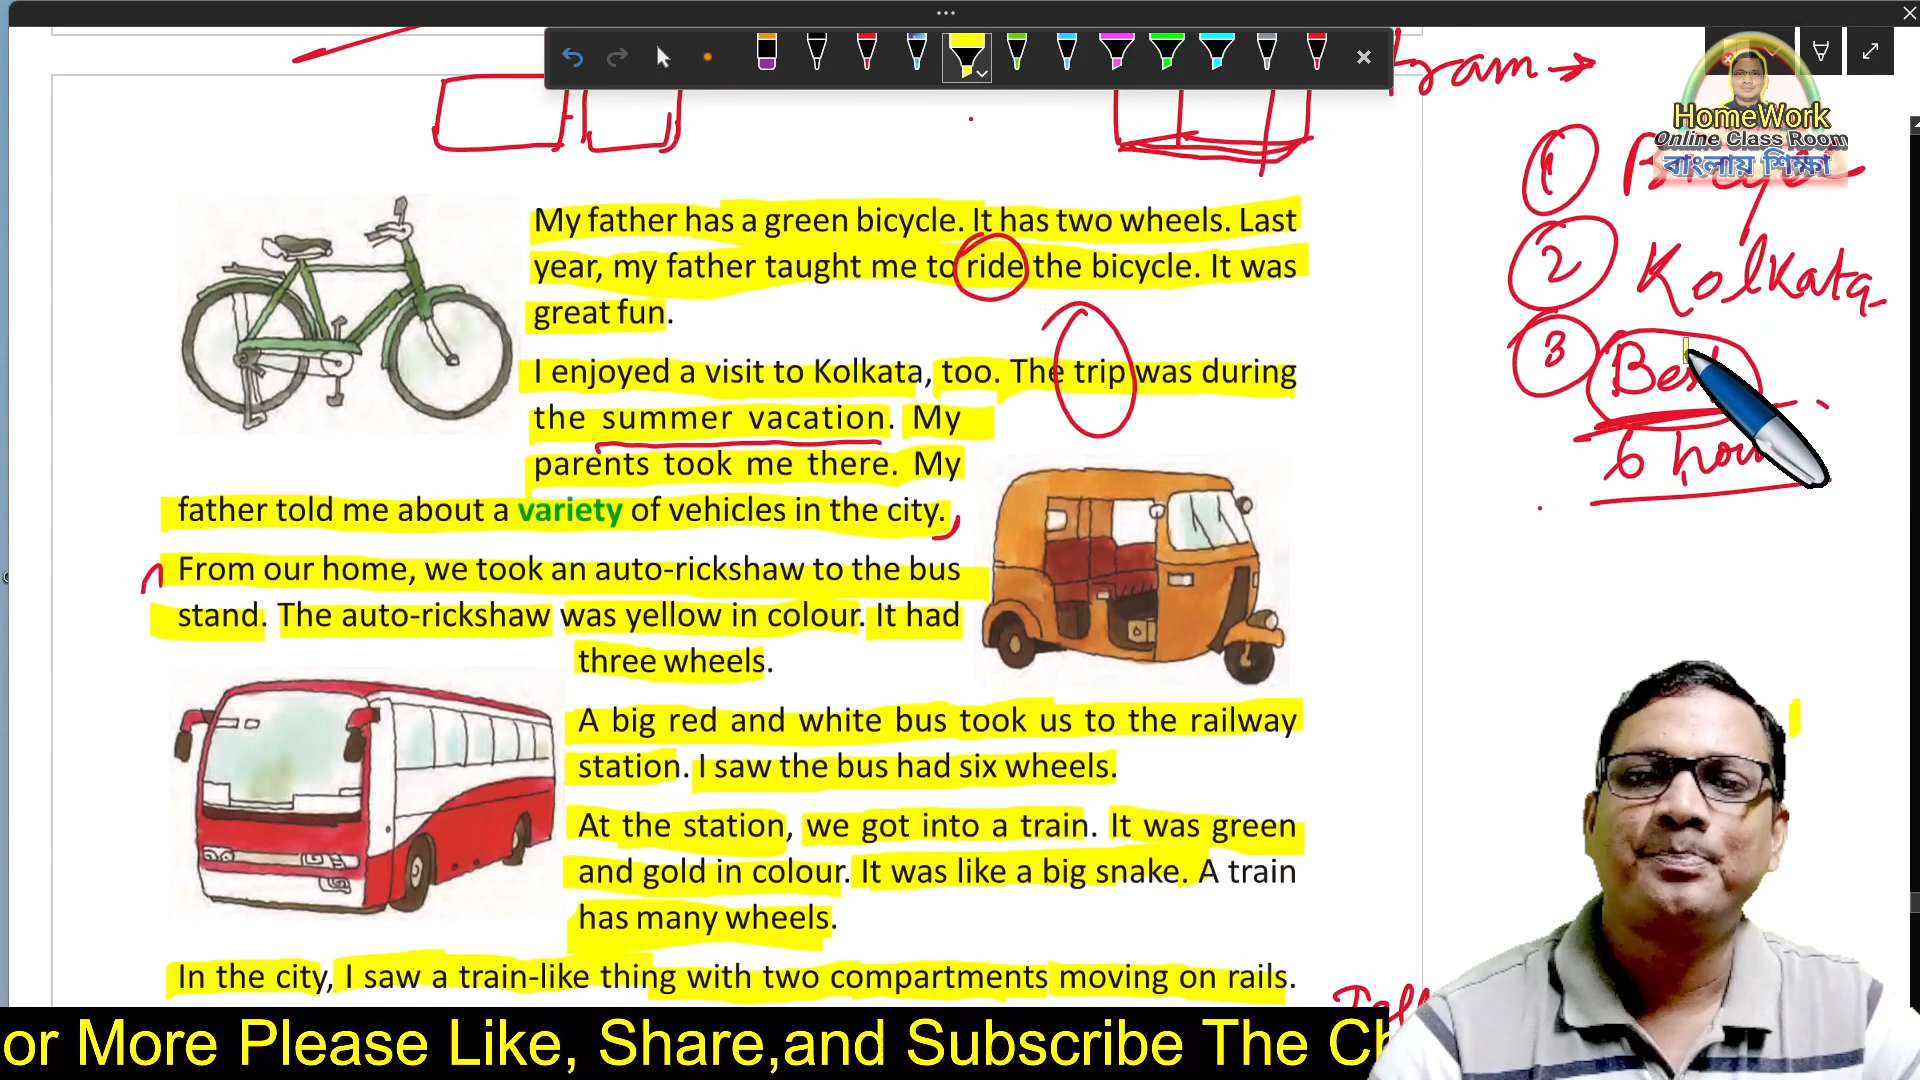 ram →
HomeWork
Online Class Room
বাংলায় শিক্ষা
1
2 Kolkata
3 Best
6 hour
My father has a green bicycle. It has two wheels. Last
year, my father taught me to ride the bicycle. It was
great fun.
I enjoyed a visit to Kolkata, too. The trip was during
the summer vacation. My
parents took me there. My
father told me about a variety of vehicles in the city.
From our home, we took an auto-rickshaw to the bus
stand. The auto-rickshaw was yellow in colour. It had
three wheels.
A big red and white bus took us to the railway
station. I saw the bus had six wheels.
At the station, we got into a train. It was green
and gold in colour. It was like a big snake. A train
has many wheels.
In the city, I saw a train-like thing with two compartments moving on rails.
or More Please Like, Share,and Subscribe The Ch